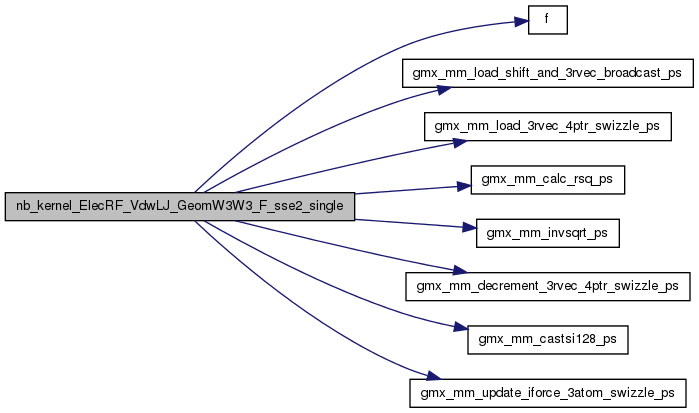 f
gmx_mm_load_shift_and_3rvec_broadcast_ps
gmx_mm_load_3rvec_4ptr_swizzle_ps
gmx_mm_calc_rsq_ps
nb_kernel_ElecRF_VdwLJ_GeomW3W3_F_sse2_single
gmx_mm_invsqrt_ps
gmx_mm_decrement_3rvec_4ptr_swizzle_ps
gmx_mm_castsi128_ps
gmx_mm_update_iforce_3atom_swizzle_ps